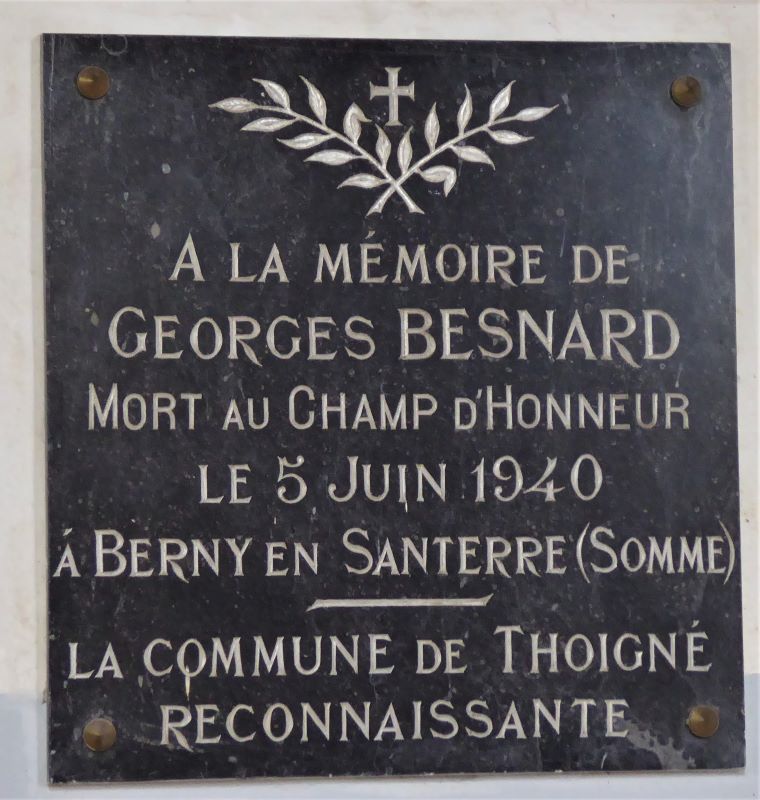 A LA MÉMOIRE DE
GEORGES BESNARD
MORT AU CHAMP D'HONNEUR
LE 5 JUIN 1940
Á BERNY EN SANTERRE (SOMME)
LA COMMUNE DE THOIGNÉ
RECONNAISSANTE